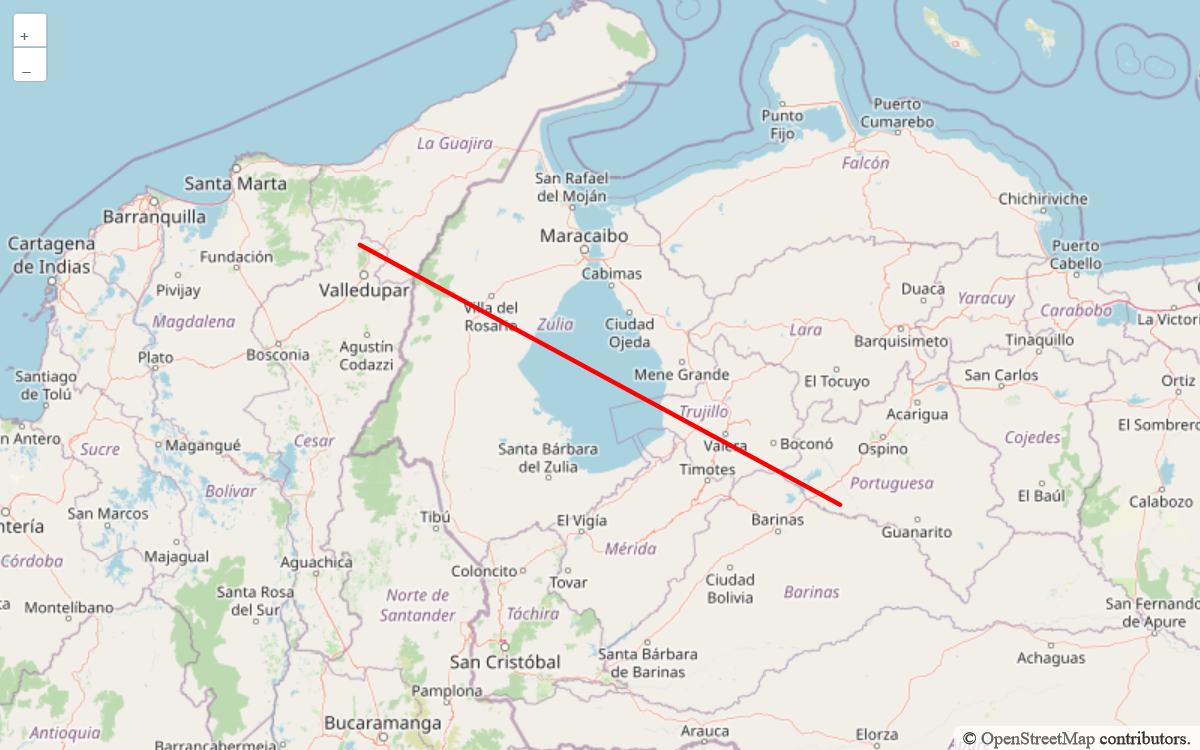 +
–
Punto
Fijo
Puerto
Cumarebo
La Guajira
Falcón
Santa Marta
San Rafael
del Moján
Chichiriviche
Barranquilla
Maracaibo
Cartagena
de Indias
Fundación
Puerto
Cabello
Cabimas
Pivijay
Valledupar
Duaca
Yaracuy
Carabobo
Villa del
Rosario
Zulia
Ciudad
Ojeda
Magdalena
Lara
La Victori
Agustín
Codazzi
Barquisimeto
Tinaquillo
Plato
Bosconia
Mene Grande
El Tocuyo
San Carlos
Santiago
de Tolú
Ortiz
Trujillo
Acarigua
n Antero
Magangué
Cesar
El Sombrero
Sucre
Santa Bárbara
del Zulia
Valera
Boconó
Ospino
Cojedes
Timotes
Bolívar
Portuguesa
El Baúl
Calabozo
San Marcos
Tibú
El Vigía
Barinas
Guanarito
ntería
Córdoba
Majagual
Aguachica
Mérida
Coloncito
Tovar
Ciudad
Bolivia
Barinas
Santa Rosa
del Sur
Norte de
Santander
Montelíbano
Táchira
San Fernando
de Apure
San Cristóbal
Santa Bárbara
de Barinas
Achaguas
Pamplona
Bucaramanga
Antioquia
Arauca
Elorza
Barrancabermeja
© OpenStreetMap contributors.